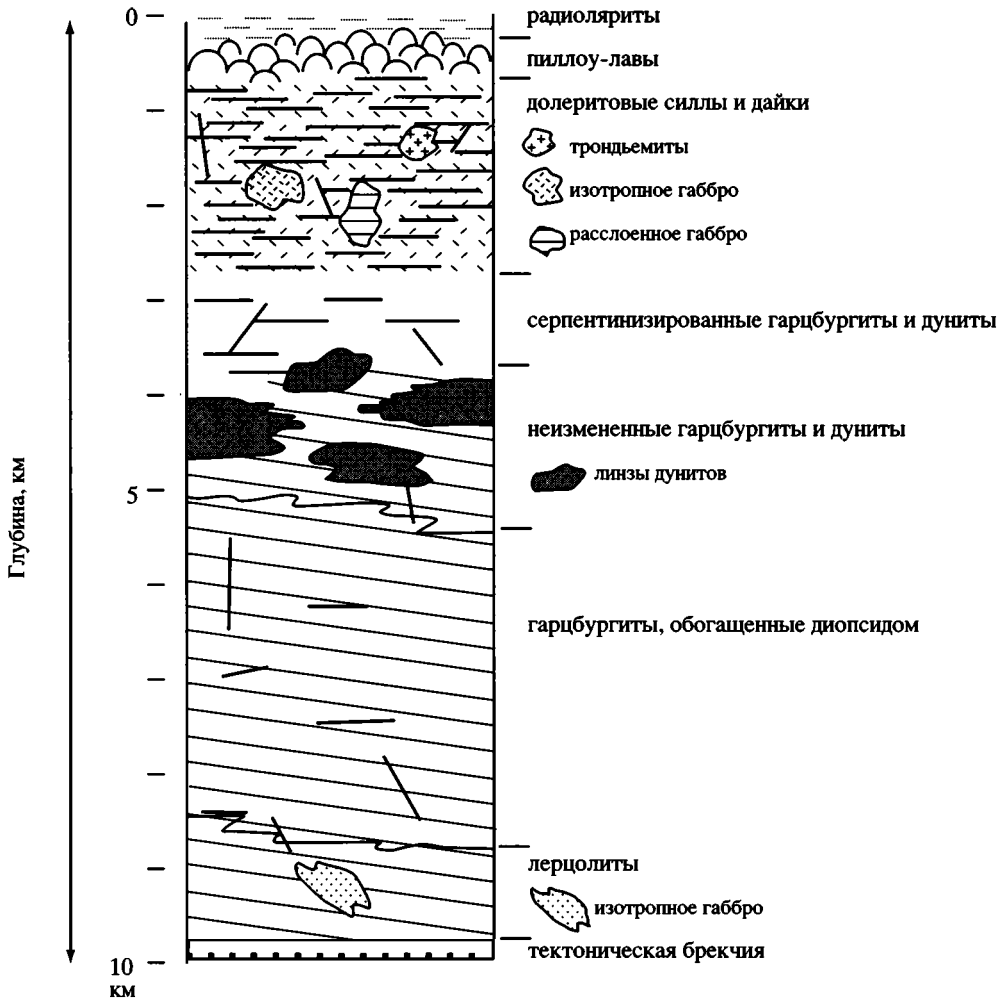 0
радиоляриты
пиллоу-лавы
долеритовые силлы и дайки
трондьемиты
изотропное габбро
расслоенное габбро
серпентинизированные гарцбургиты и дуниты
неизмененные гарцбургиты и дуниты
линзы дунитов
5
Глубина, км
гарцбургиты, обогащенные диопсидом
лерцолиты
изотропное габбро
тектоническая брекчия
10
км